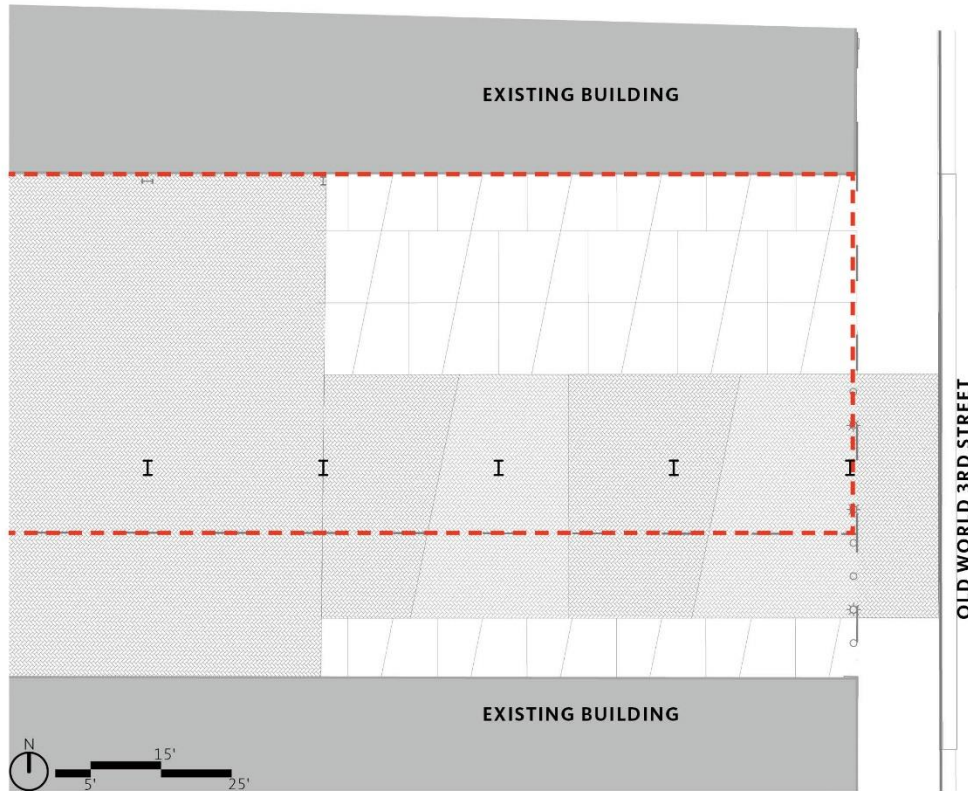 EXISTING BUILDING
OLD WORLD 3RD STREET
EXISTING BUILDING
N
15'
5'
25'